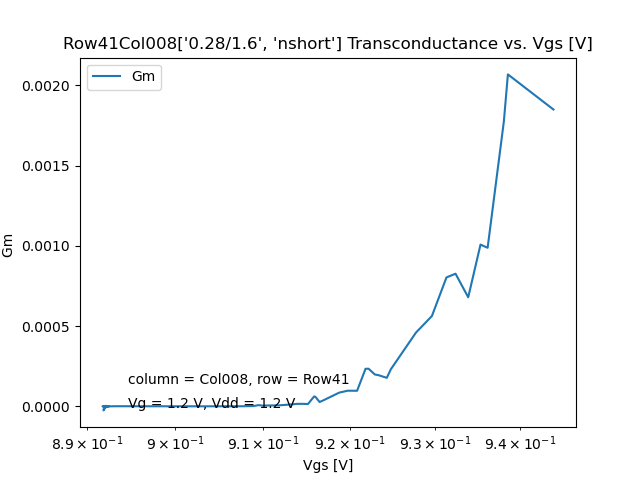 Row41Col008['0.28/1.6', 'nshort'] Transconductance vs. Vgs [V]
Gm
0.0020
0.0015
0.0010
0.0005
0.0000
Gm
column = Col008, row = Row41
Vg = 1.2 V, Vdd = 1.2 V
8.9 × 10⁻¹ 9 × 10⁻¹ 9.1 × 10⁻¹ 9.2 × 10⁻¹ 9.3 × 10⁻¹ 9.4 × 10⁻¹
Vgs [V]